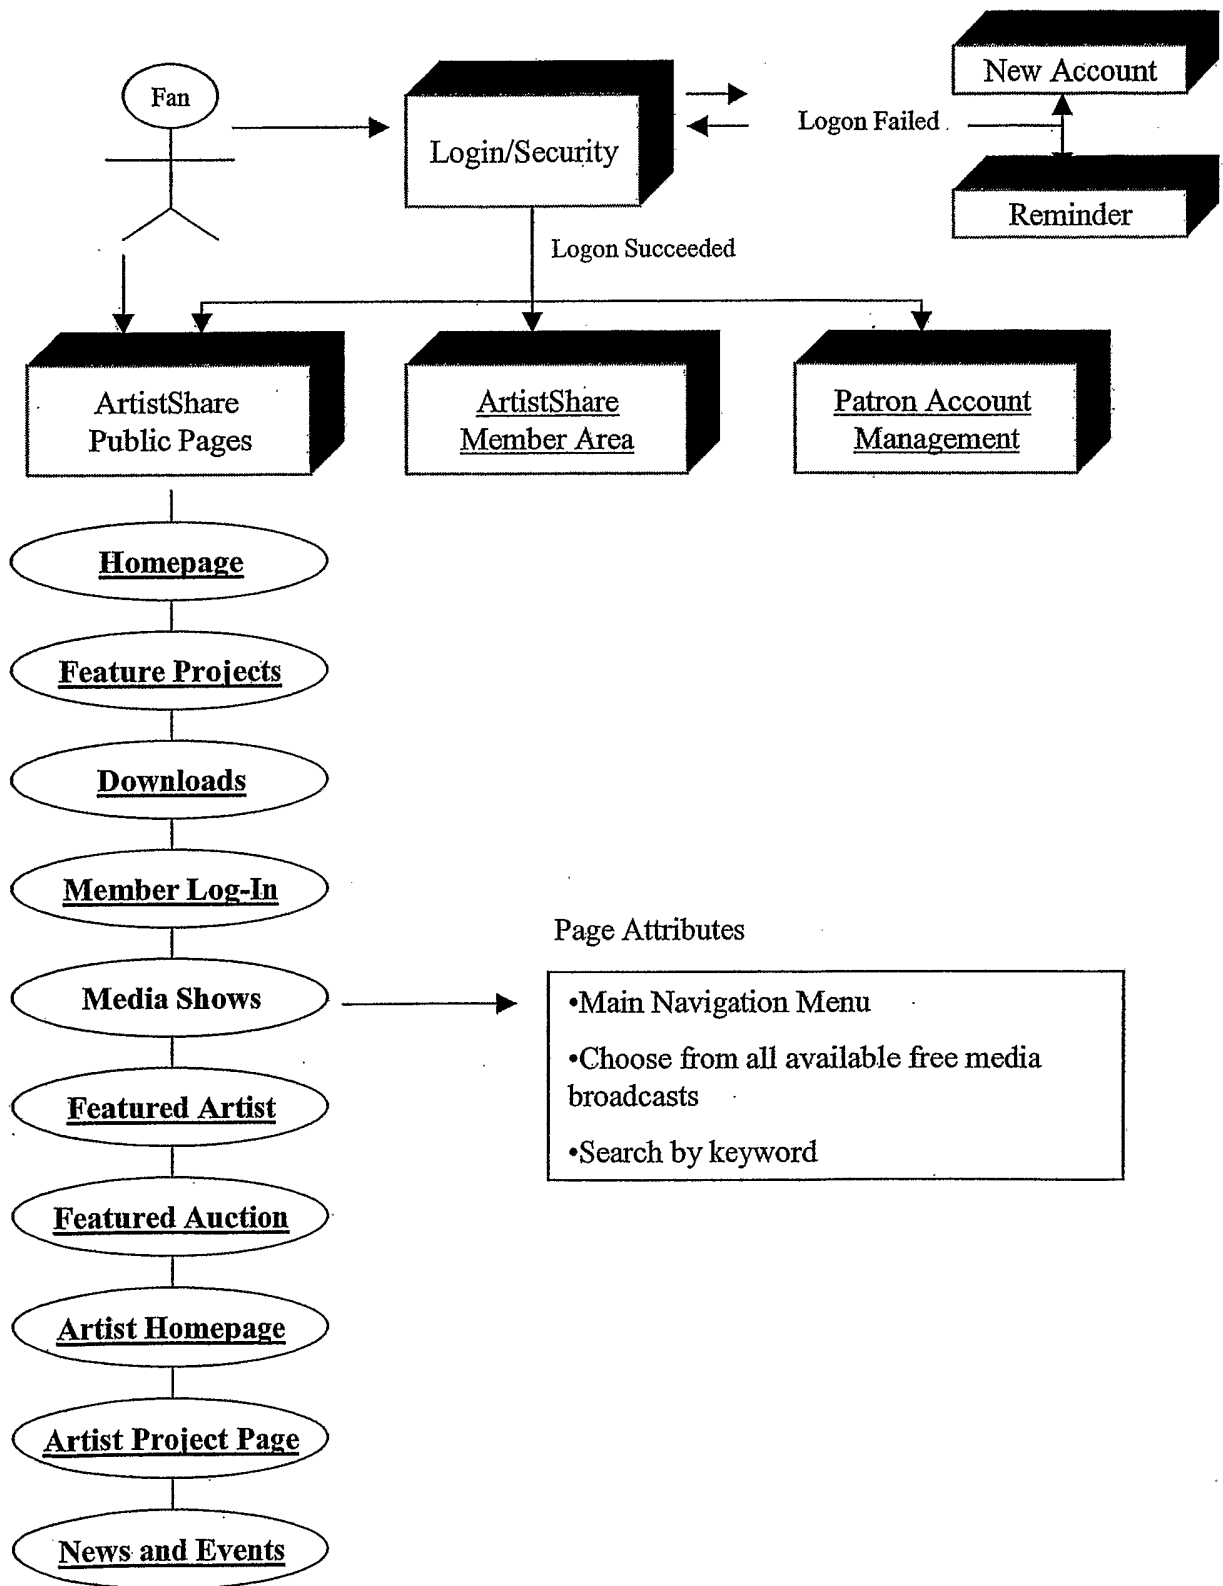 New Account
Fan
Logon Failed
Login/Security
Reminder
Logon Succeeded
ArtistShare
Public Pages
ArtistShare
Member Area
Patron Account
Management
Homepage
Feature Projects
Downloads
Member Log-In
Media Shows
Page Attributes
•Main Navigation Menu
•Choose from all available free media
broadcasts
•Search by keyword
Featured Artist
Featured Auction
Artist Homepage
Artist Project Page
News and Events